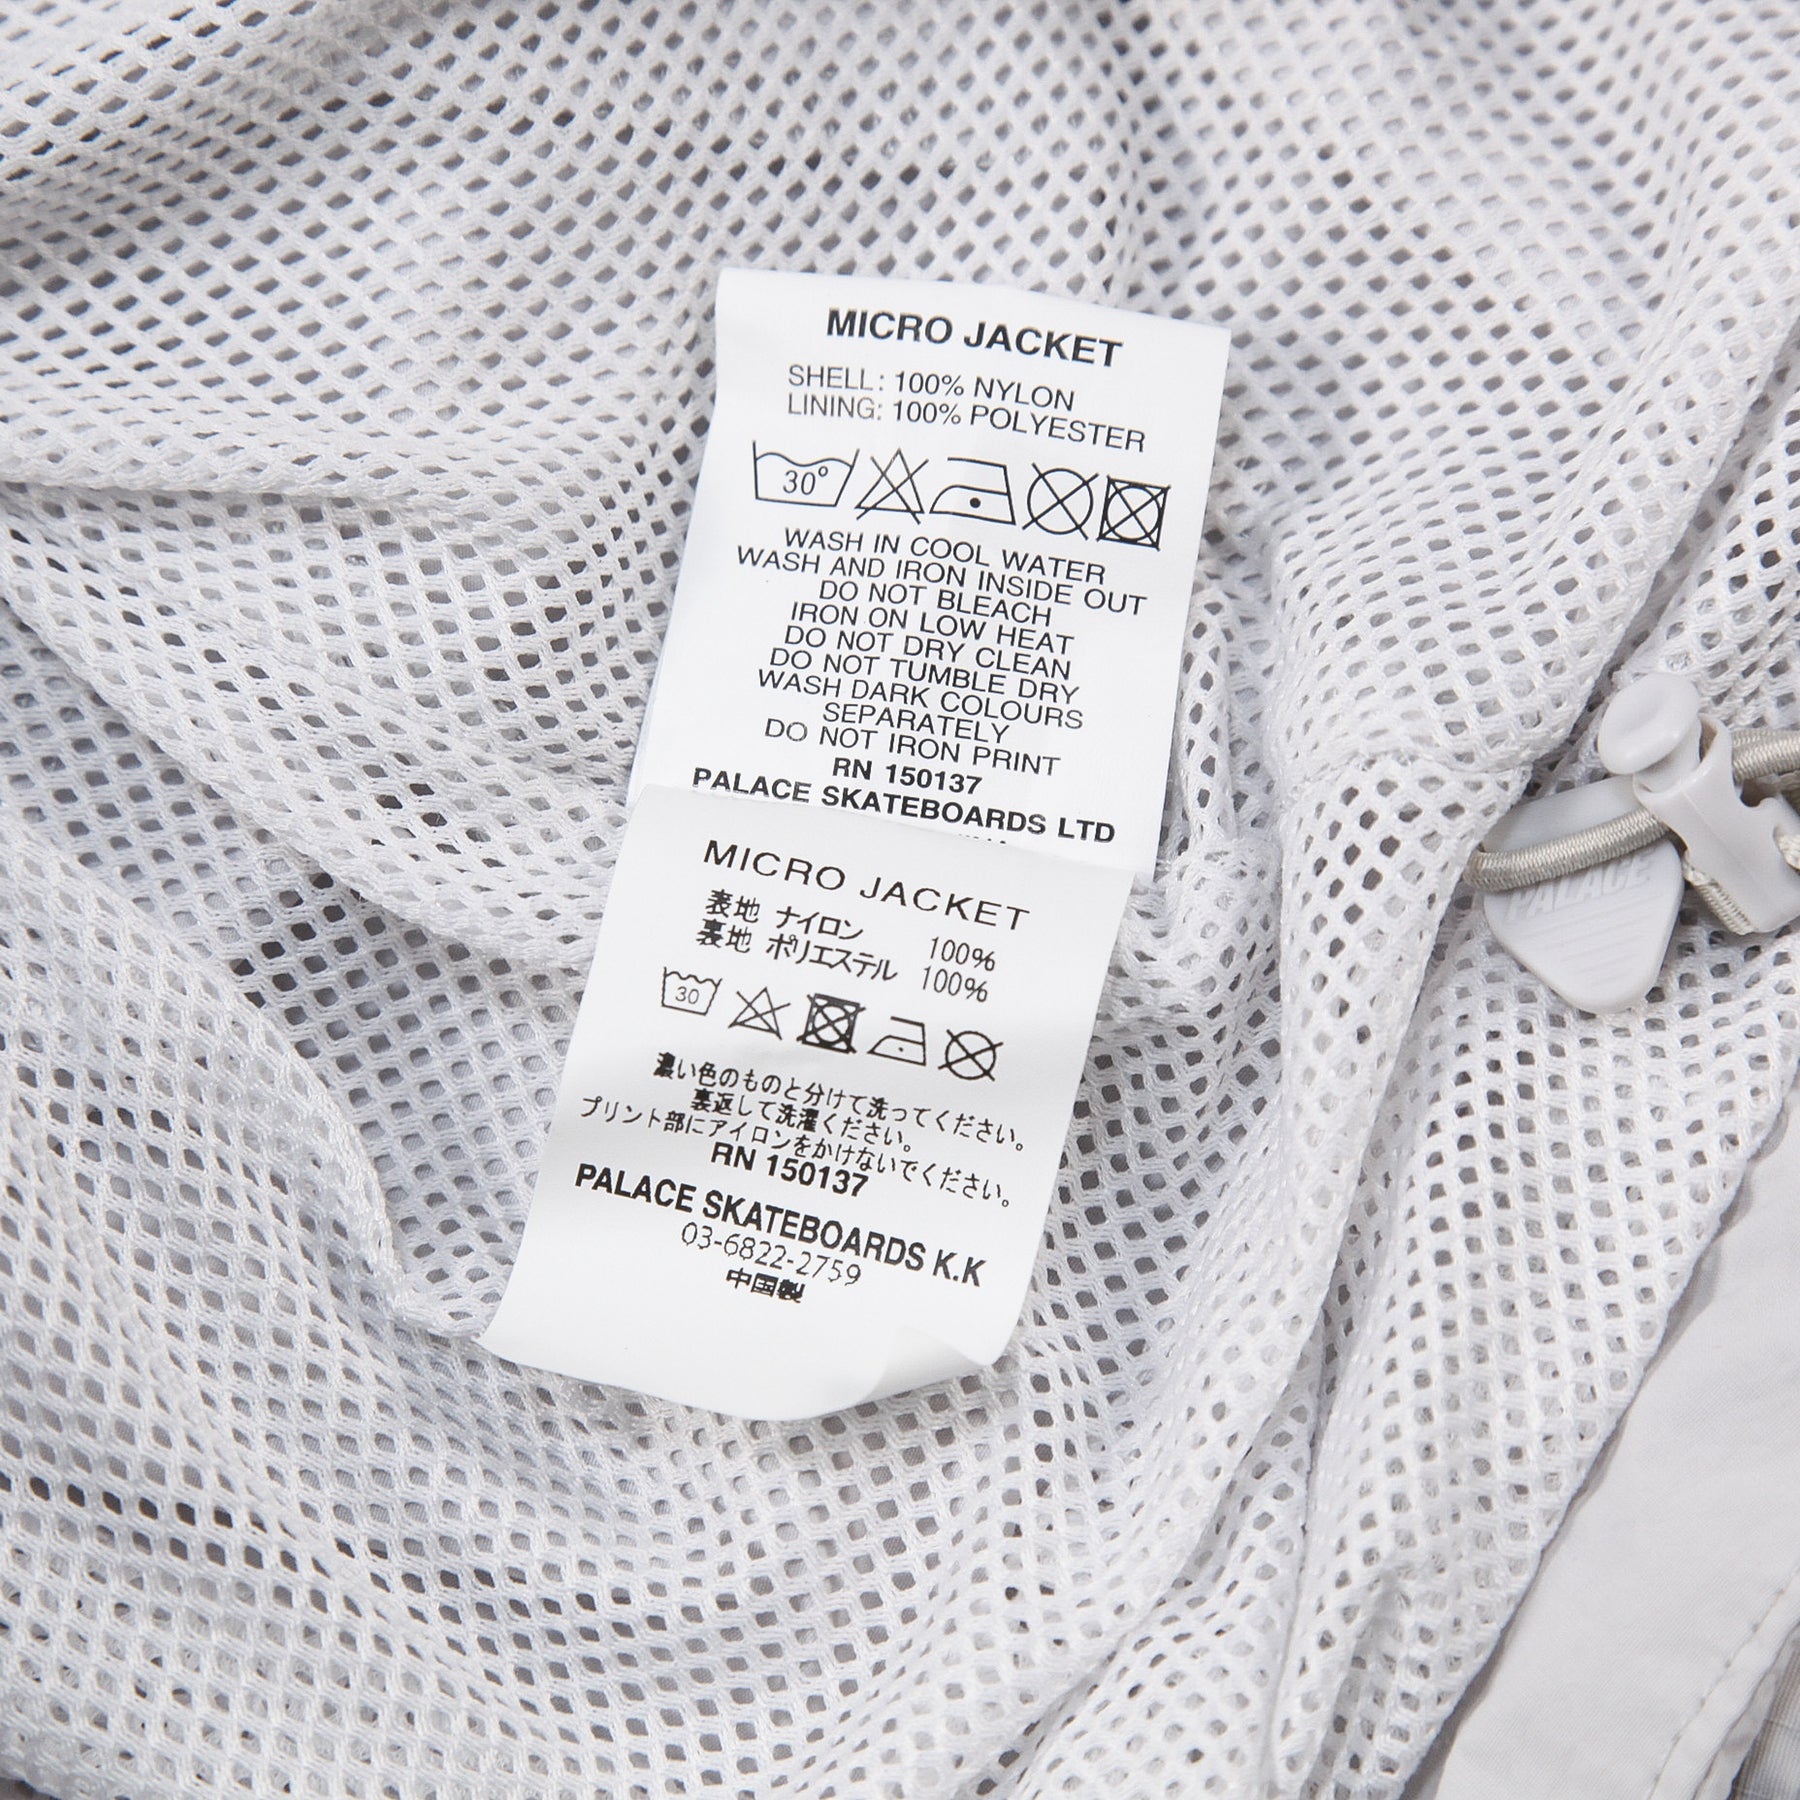 MICRO JACKET
SHELL: 100% NYLON
LINING: 100% POLYESTER
30°
WASH IN COOL WATER
WASH AND IRON INSIDE OUT
DO NOT BLEACH
IRON ON LOW HEAT
DO NOT DRY CLEAN
DO NOT TUMBLE DRY
WASH DARK COLOURS
SEPARATELY
DO NOT IRON PRINT
RN 150137
PALACE SKATEBOARDS LTD
MICRO JACKET
表地 ナイロン 100%
裏地 ポリエステル 100%
30
濃い色のものと分けて洗ってください。
裏返して洗濯ください。
プリント部にアイロンをかけないでください。
RN 150137
PALACE SKATEBOARDS K.K
03-6822-2759
中国製
PALACE